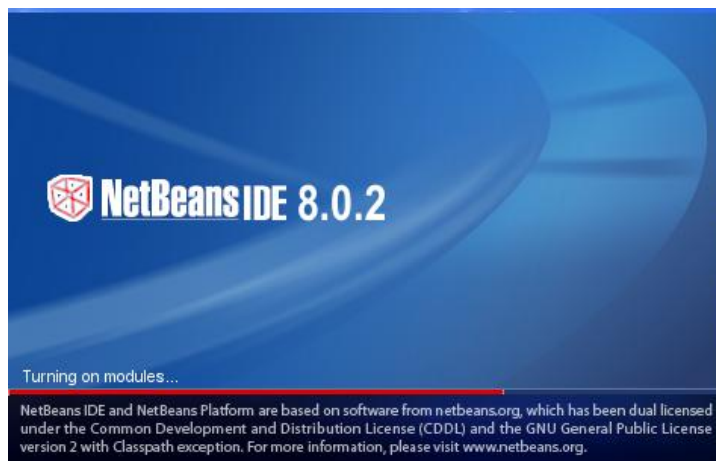 NetBeans IDE 8.0.2
Turning on modules...
NetBeans IDE and NetBeans Platform are based on software from netbeans.org, which has been dual licensed
under the Common Development and Distribution License (CDDL) and the GNU General Public License
version 2 with Classpath exception. For more information, please visit www.netbeans.org.